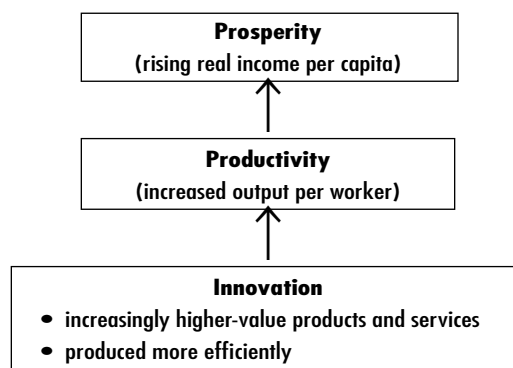 Prosperity
(rising real income per capita)
Productivity
(increased output per worker)
Innovation
• increasingly higher-value products and services
• produced more efficiently